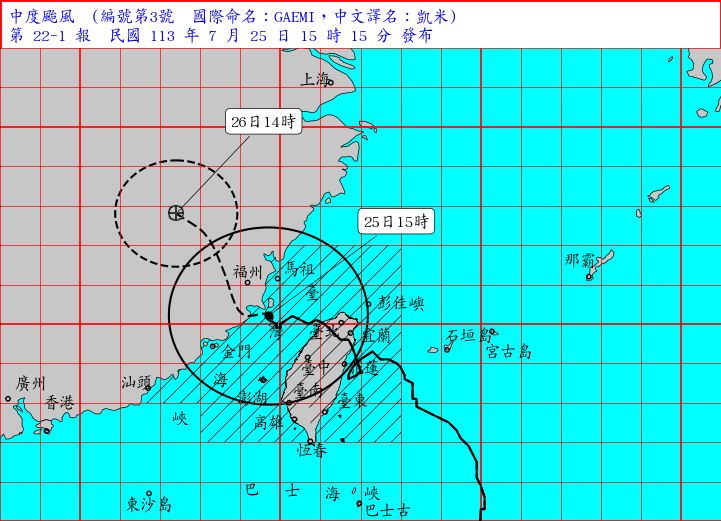 中度颱風 (編號第3號 國際命名：GAEMI，中文譯名：凱米)
第 22-1 報 民國 113 年 7 月 25 日 15 時 15 分 發布
上海
26日14時
25日15時
那霸
福州
馬祖
臺
彭佳嶼
灣
臺北
宜蘭
石垣島
宮古島
金門
臺中
花蓮
廣州
汕頭
海
香港
澎湖
臺南
臺東
峽
高雄
恆春
巴 士 海 峽
東沙島
巴士古